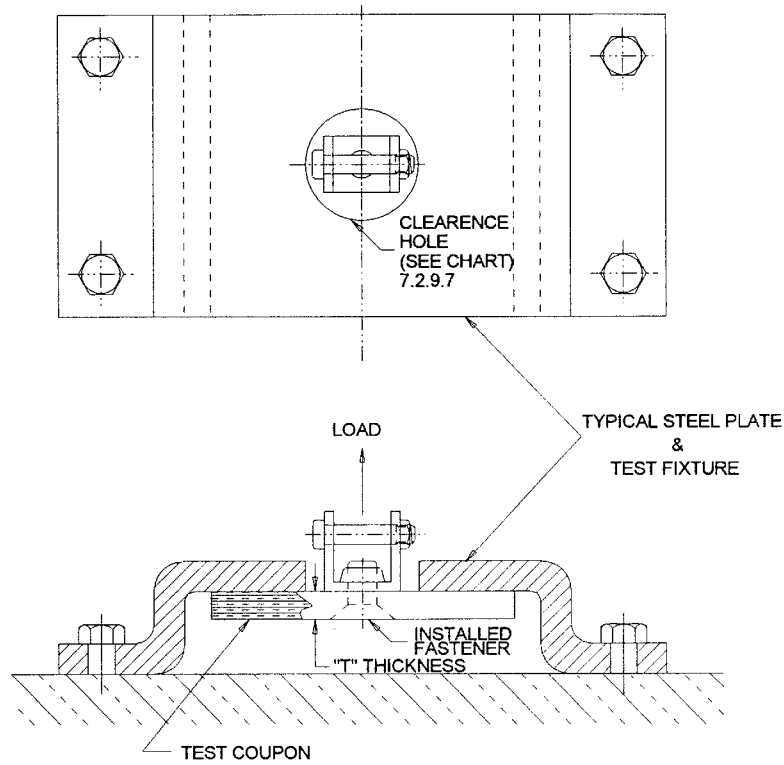 CLEARENCE
HOLE
(SEE CHART)
7.2.9.7
TYPICAL STEEL PLATE
&
TEST FIXTURE
LOAD
INSTALLED
FASTENER
"T" THICKNESS
TEST COUPON